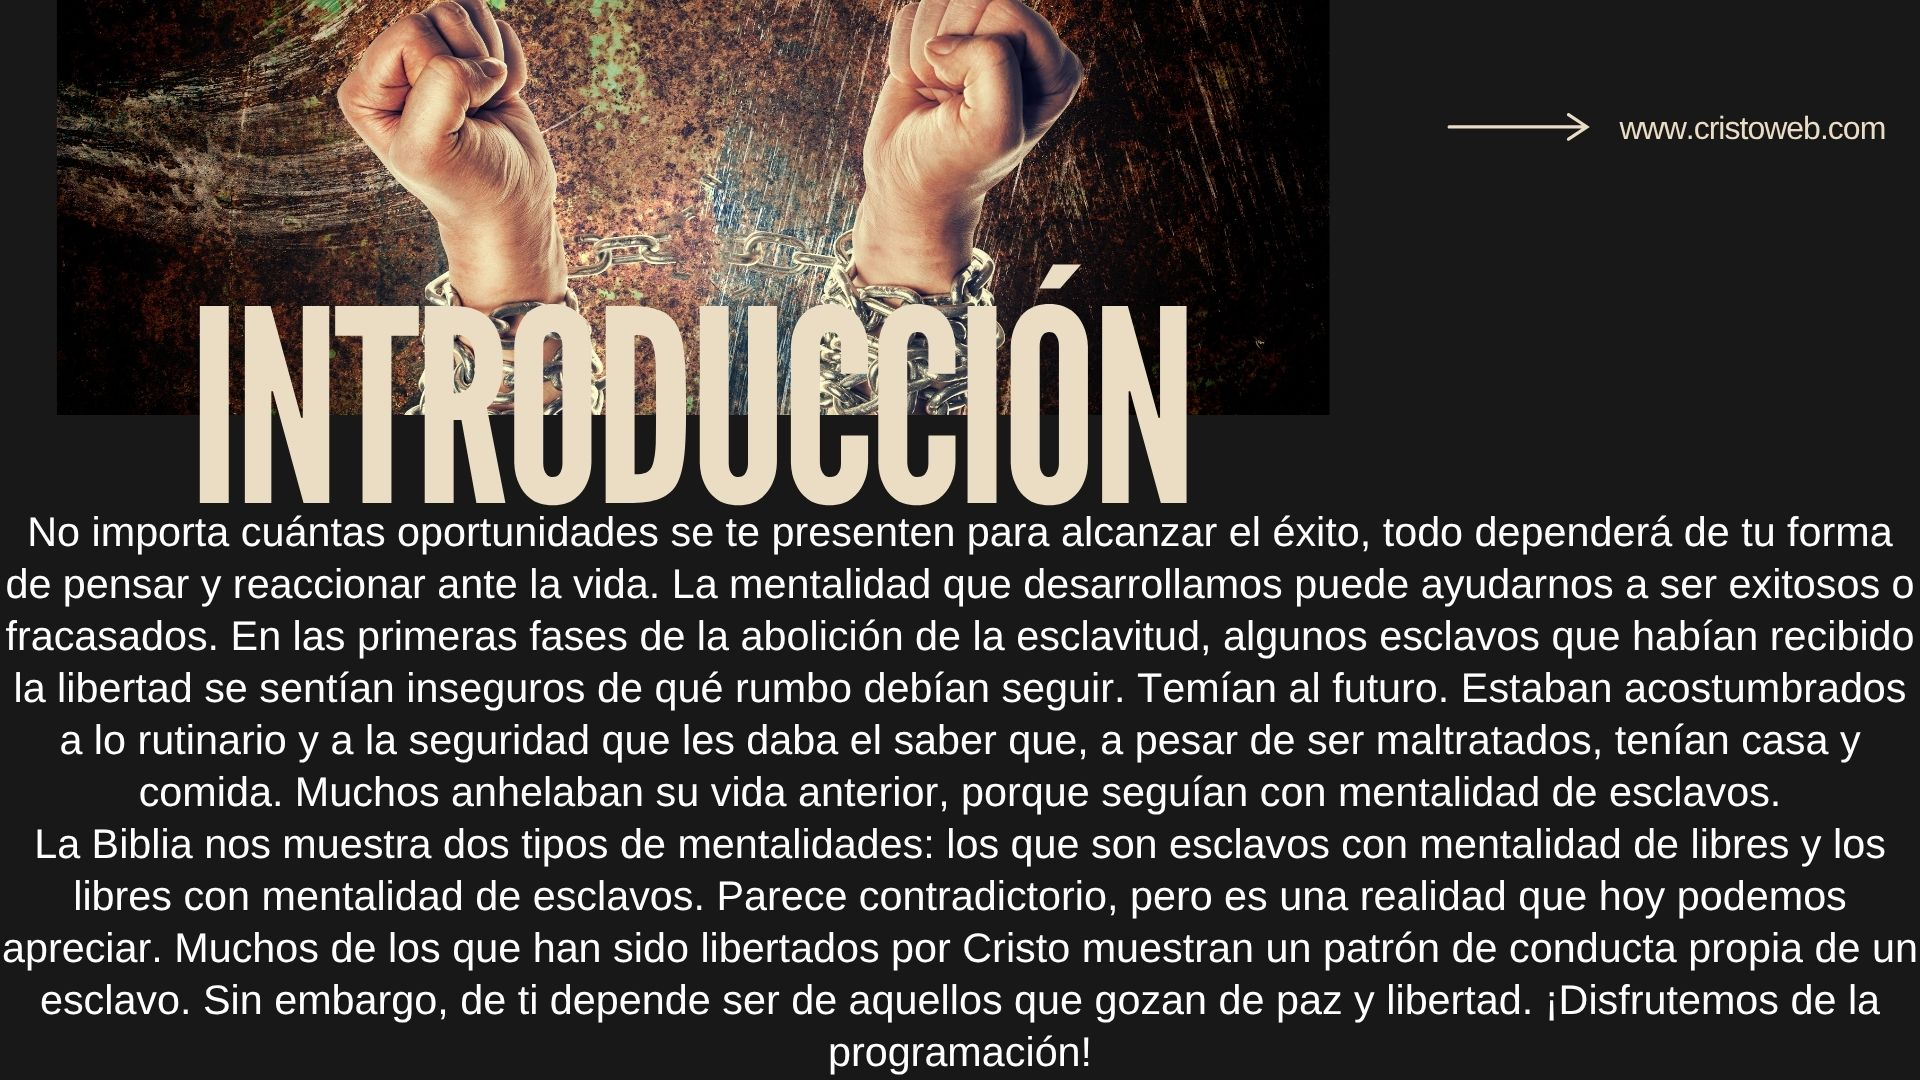 www.cristoweb.com
INTRODUCCIÓN
No importa cuántas oportunidades se te presenten para alcanzar el éxito, todo dependerá de tu forma
de pensar y reaccionar ante la vida. La mentalidad que desarrollamos puede ayudarnos a ser exitosos o
fracasados. En las primeras fases de la abolición de la esclavitud, algunos esclavos que habían recibido
la libertad se sentían inseguros de qué rumbo debían seguir. Temían al futuro. Estaban acostumbrados
a lo rutinario y a la seguridad que les daba el saber que, a pesar de ser maltratados, tenían casa y
comida. Muchos anhelaban su vida anterior, porque seguían con mentalidad de esclavos.
La Biblia nos muestra dos tipos de mentalidades: los que son esclavos con mentalidad de libres y los
libres con mentalidad de esclavos. Parece contradictorio, pero es una realidad que hoy podemos
apreciar. Muchos de los que han sido libertados por Cristo muestran un patrón de conducta propia de un
esclavo. Sin embargo, de ti depende ser de aquellos que gozan de paz y libertad. ¡Disfrutemos de la
programación!